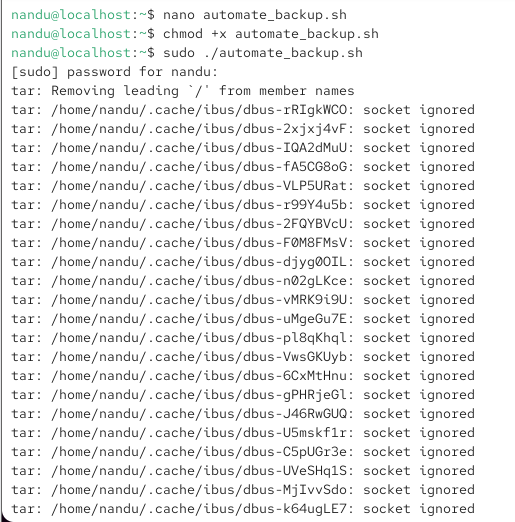 nandu@localhost:~$ nano automate_backup.sh
nandu@localhost:~$ chmod +x automate_backup.sh
nandu@localhost:~$ sudo ./automate_backup.sh
[sudo] password for nandu:
tar: Removing leading `/' from member names
tar: /home/nandu/.cache/ibus/dbus-rRIgkWCO: socket ignored
tar: /home/nandu/.cache/ibus/dbus-2xjxj4vF: socket ignored
tar: /home/nandu/.cache/ibus/dbus-IQA2dMuU: socket ignored
tar: /home/nandu/.cache/ibus/dbus-fA5CG8oG: socket ignored
tar: /home/nandu/.cache/ibus/dbus-VLP5URat: socket ignored
tar: /home/nandu/.cache/ibus/dbus-r99Y4u5b: socket ignored
tar: /home/nandu/.cache/ibus/dbus-2FQYBVcU: socket ignored
tar: /home/nandu/.cache/ibus/dbus-F0M8FMsV: socket ignored
tar: /home/nandu/.cache/ibus/dbus-djyg0OIL: socket ignored
tar: /home/nandu/.cache/ibus/dbus-n02gLKce: socket ignored
tar: /home/nandu/.cache/ibus/dbus-vMRK9i9U: socket ignored
tar: /home/nandu/.cache/ibus/dbus-uMgeGu7E: socket ignored
tar: /home/nandu/.cache/ibus/dbus-pl8qKhql: socket ignored
tar: /home/nandu/.cache/ibus/dbus-VwsGKUyb: socket ignored
tar: /home/nandu/.cache/ibus/dbus-6CxMtHnu: socket ignored
tar: /home/nandu/.cache/ibus/dbus-gPHRjeGl: socket ignored
tar: /home/nandu/.cache/ibus/dbus-J46RwGUQ: socket ignored
tar: /home/nandu/.cache/ibus/dbus-U5mskf1r: socket ignored
tar: /home/nandu/.cache/ibus/dbus-C5pUGr3e: socket ignored
tar: /home/nandu/.cache/ibus/dbus-UVeSHq1S: socket ignored
tar: /home/nandu/.cache/ibus/dbus-MjIvvSdo: socket ignored
tar: /home/nandu/.cache/ibus/dbus-k64ugLE7: socket ignored